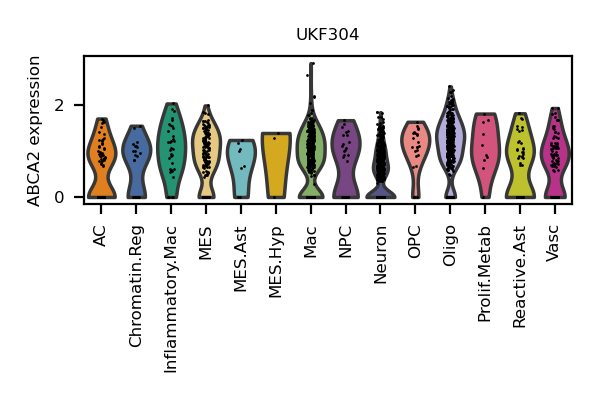 UKF304
ABCA2 expression
2
0
AC
Chromatin.Reg
Inflammatory.Mac
MES
MES.Ast
MES.Hyp
Mac
NPC
Neuron
OPC
Oligo
Prolif.Metab
Reactive.Ast
Vasc